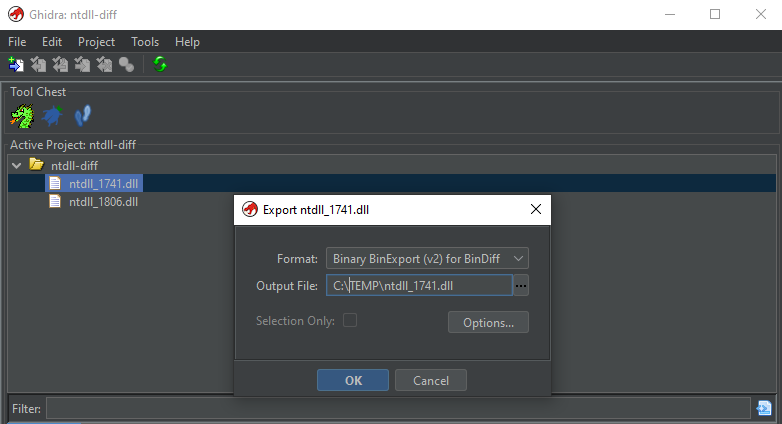 Ghidra: ntdll-diff
File Edit Project Tools Help
Tool Chest
Active Project: ntdll-diff
ntdll-diff
ntdll_1741.dll
ntdll_1806.dll
Export ntdll_1741.dll
Format: Binary BinExport (v2) for BinDiff
Output File: C:\TEMP\ntdll_1741.dll ...
Selection Only: Options...
OK Cancel
Filter: